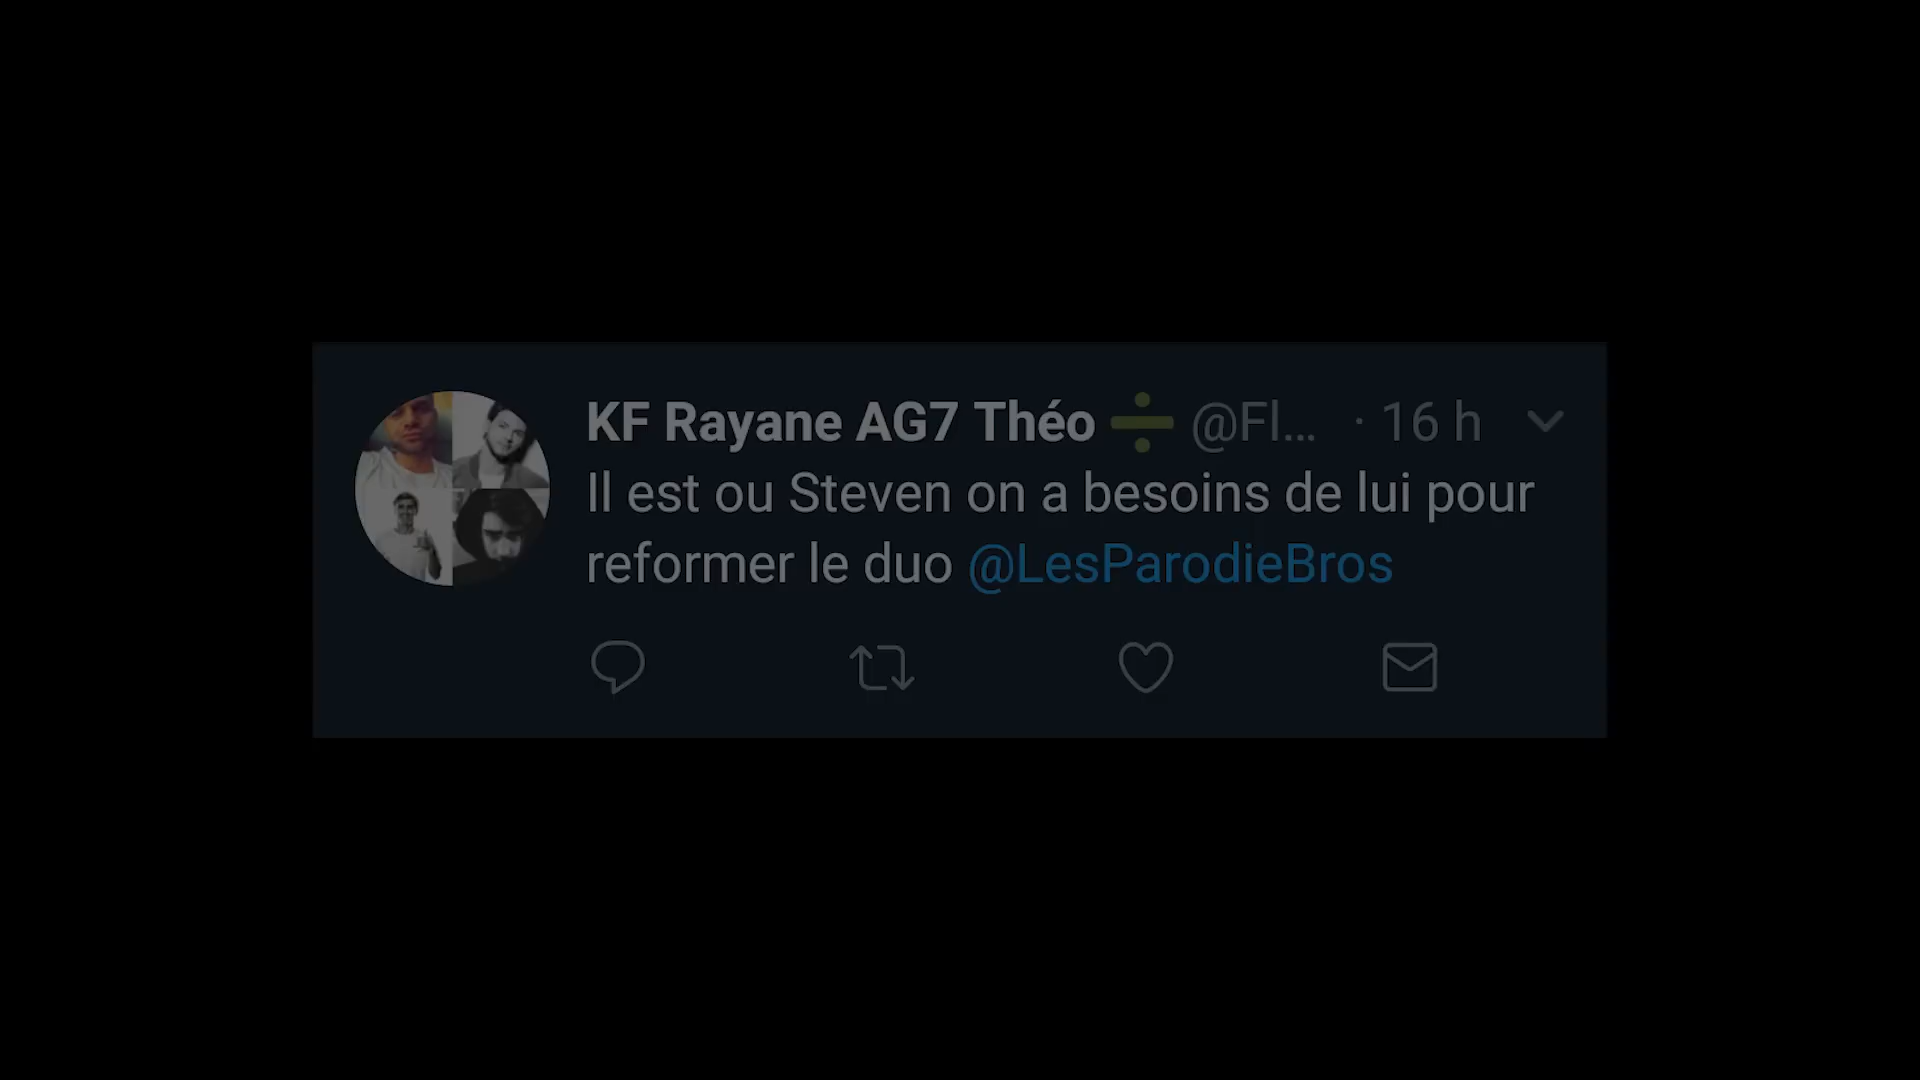 KF Rayane AG7 Théo ➗ @Fl... · 16 h
Il est ou Steven on a besoins de lui pour
reformer le duo @LesParodieBros